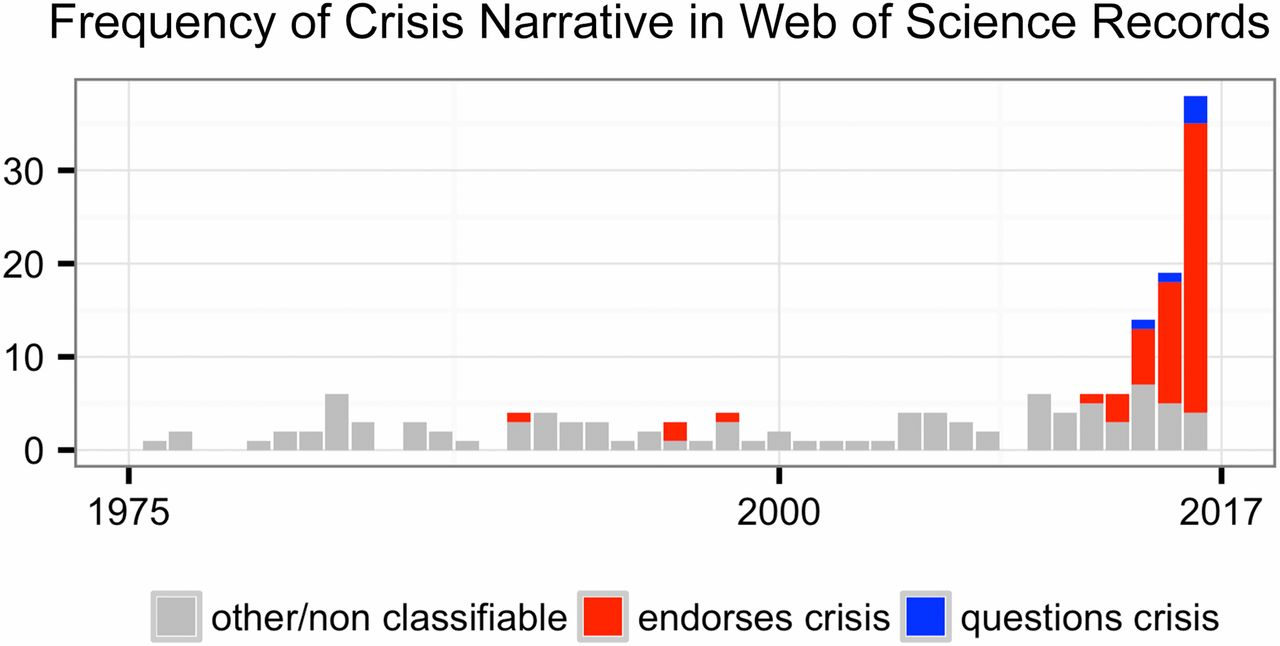 Frequency of Crisis Narrative in Web of Science Records
30
20
10
0
1975 2000 2017
other/non classifiable endorses crisis questions crisis